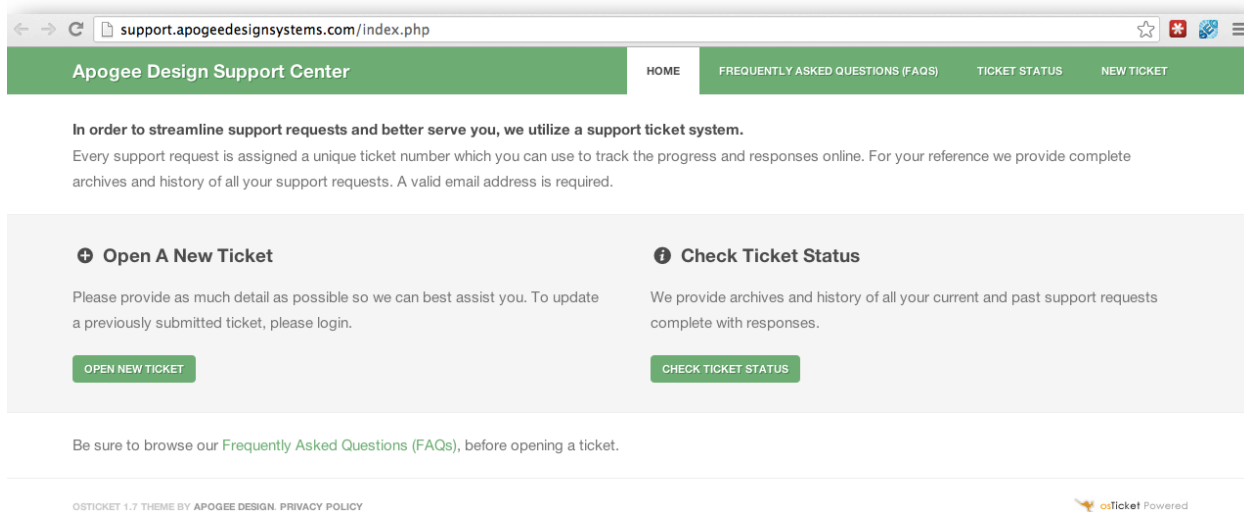 support.apogeedesignsystems.com/index.php
Apogee Design Support Center
HOME
FREQUENTLY ASKED QUESTIONS (FAQS)
TICKET STATUS
NEW TICKET
In order to streamline support requests and better serve you, we utilize a support ticket system.
Every support request is assigned a unique ticket number which you can use to track the progress and responses online. For your reference we provide complete
archives and history of all your support requests. A valid email address is required.
Open A New Ticket
Please provide as much detail as possible so we can best assist you. To update
a previously submitted ticket, please login.
OPEN NEW TICKET
Check Ticket Status
We provide archives and history of all your current and past support requests
complete with responses.
CHECK TICKET STATUS
Be sure to browse our Frequently Asked Questions (FAQs), before opening a ticket.
OSTICKET 1.7 THEME BY APOGEE DESIGN. PRIVACY POLICY
osTicket Powered